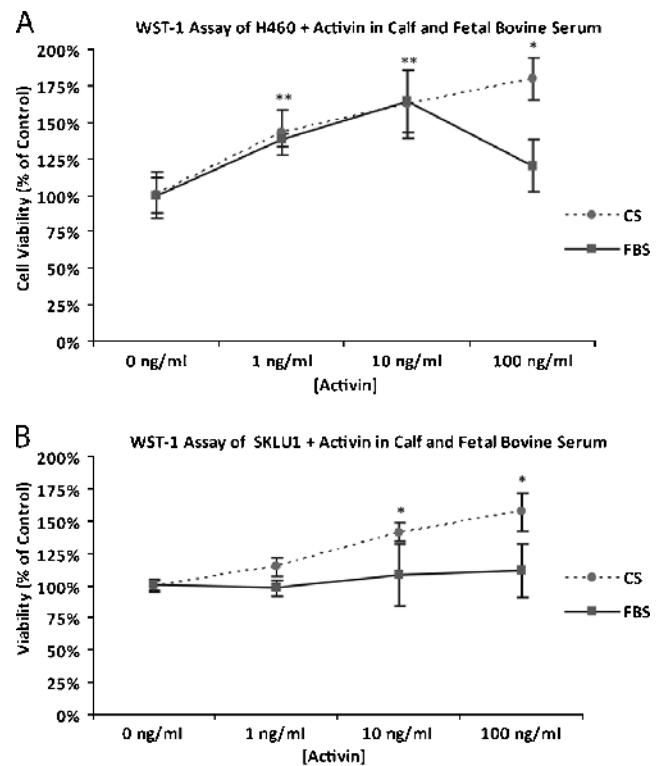 A
WST-1 Assay of H460 + Activin in Calf and Fetal Bovine Serum
200%
175%
150%
125%
100%
75%
50%
25%
0%
Cell Viability (% of Control)
**
**
*
CS
FBS
0 ng/ml 1 ng/ml 10 ng/ml 100 ng/ml
[Activin]
B
WST-1 Assay of SKLU1 + Activin in Calf and Fetal Bovine Serum
200%
175%
150%
125%
100%
75%
50%
25%
0%
Viability (% of Control)
*
*
CS
FBS
0 ng/ml 1 ng/ml 10 ng/ml 100 ng/ml
[Activin]